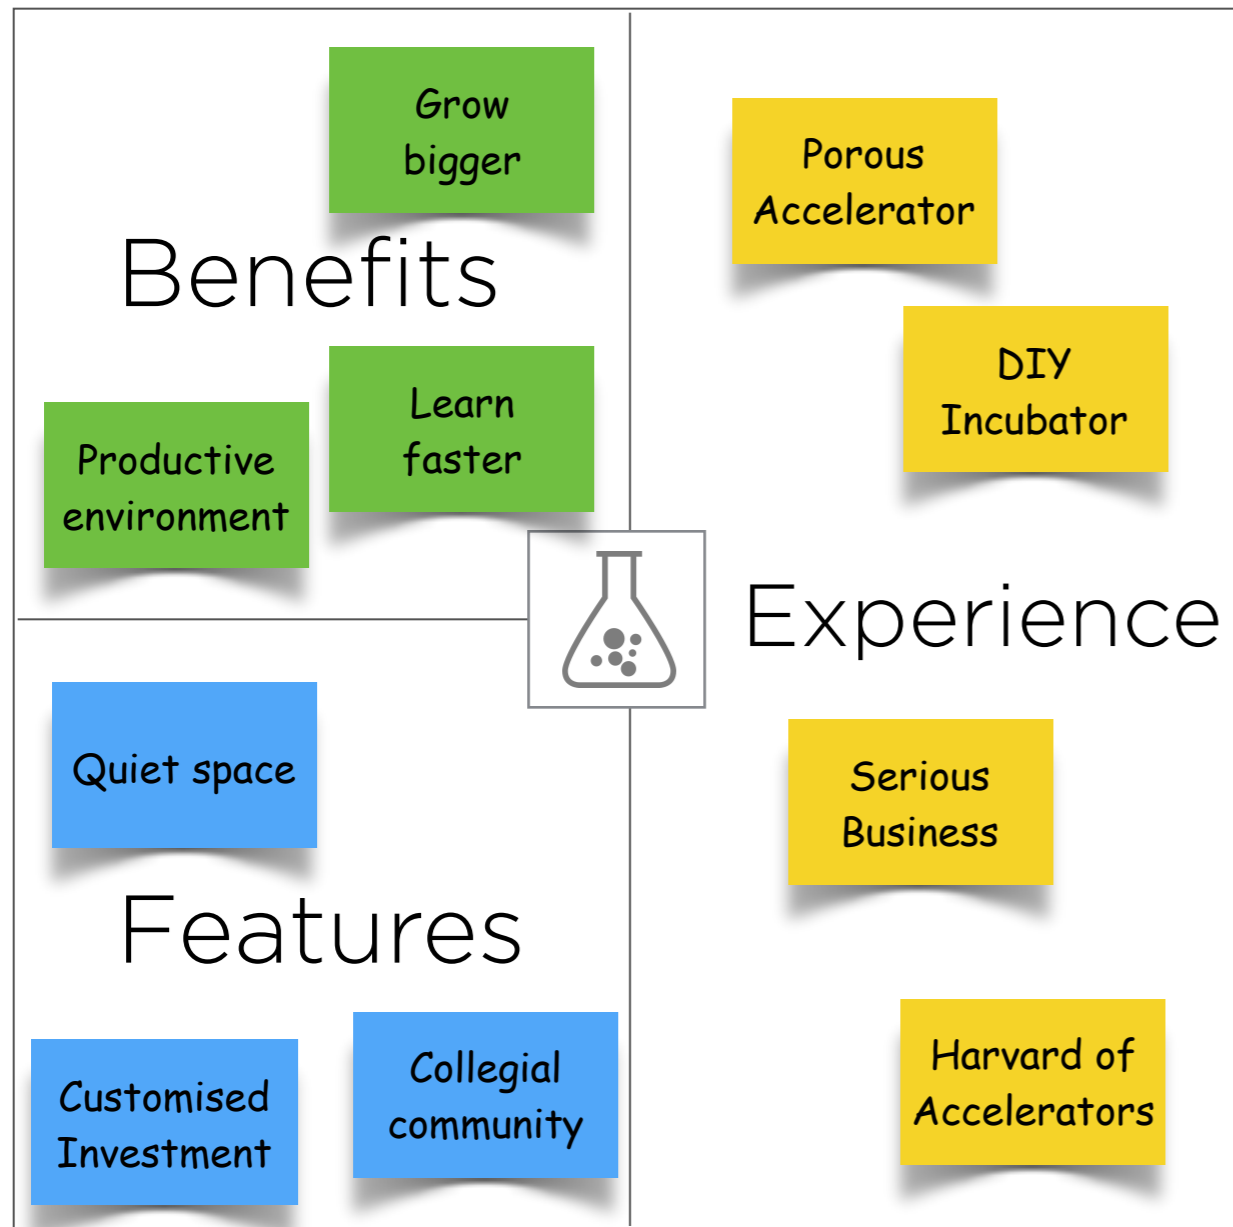 Grow
bigger
Benefits
Learn
faster
Productive
environment
Quiet space
Features
Customised
Investment
Collegial
community
Porous
Accelerator
DIY
Incubator
Experience
Serious
Business
Harvard of
Accelerators